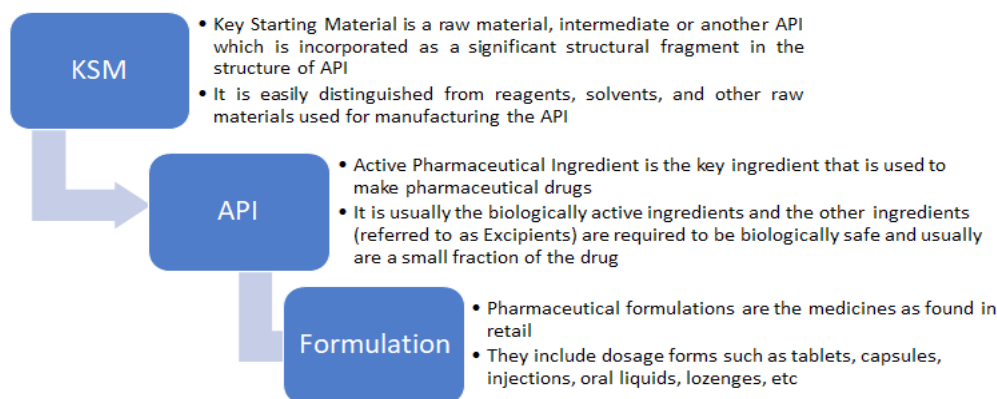 KSM
• Key Starting Material is a raw material, intermediate or another API
which is incorporated as a significant structural fragment in the
structure of API
• It is easily distinguished from reagents, solvents, and other raw
materials used for manufacturing the API
API
• Active Pharmaceutical Ingredient is the key ingredient that is used to
make pharmaceutical drugs
• It is usually the biologically active ingredients and the other ingredients
(referred to as Excipients) are required to be biologically safe and usually
are a small fraction of the drug
Formulation
• Pharmaceutical formulations are the medicines as found in
retail
• They include dosage forms such as tablets, capsules,
injections, oral liquids, lozenges, etc